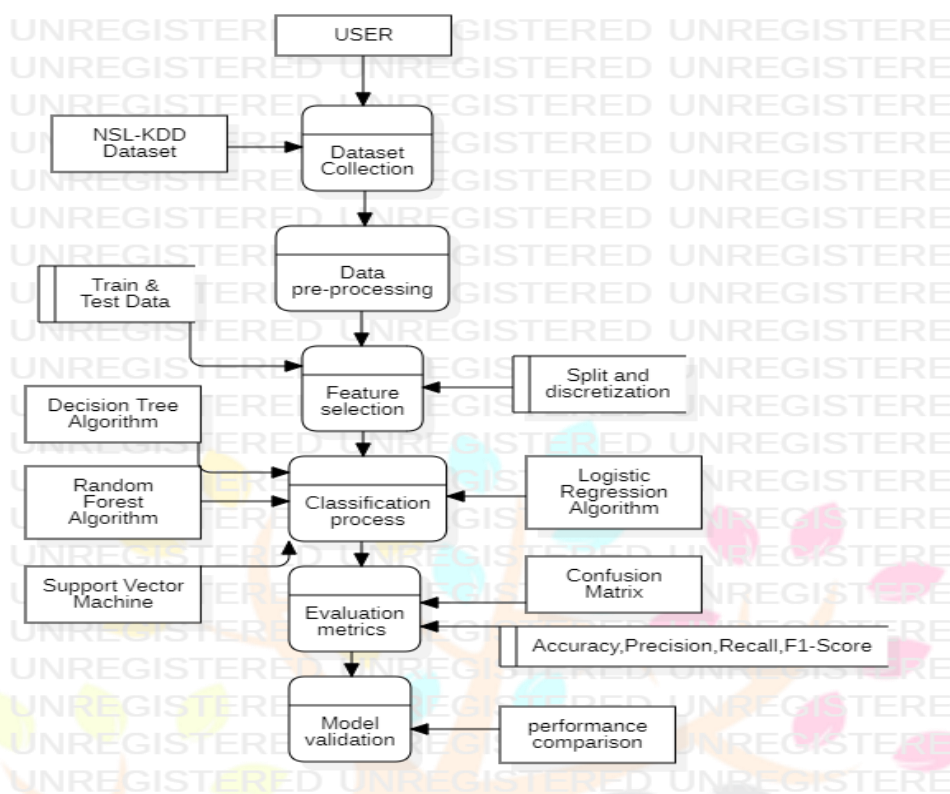 USER
NSL-KDD
Dataset
Dataset
Collection
Data
pre-processing
Train &
Test Data
Feature
selection
Split and
discretization
Decision Tree
Algorithm
Random
Forest
Algorithm
Classification
process
Logistic
Regression
Algorithm
Support Vector
Machine
Evaluation
metrics
Confusion
Matrix
Accuracy,Precision,Recall,F1-Score
Model
validation
performance
comparison
UNREGISTERED